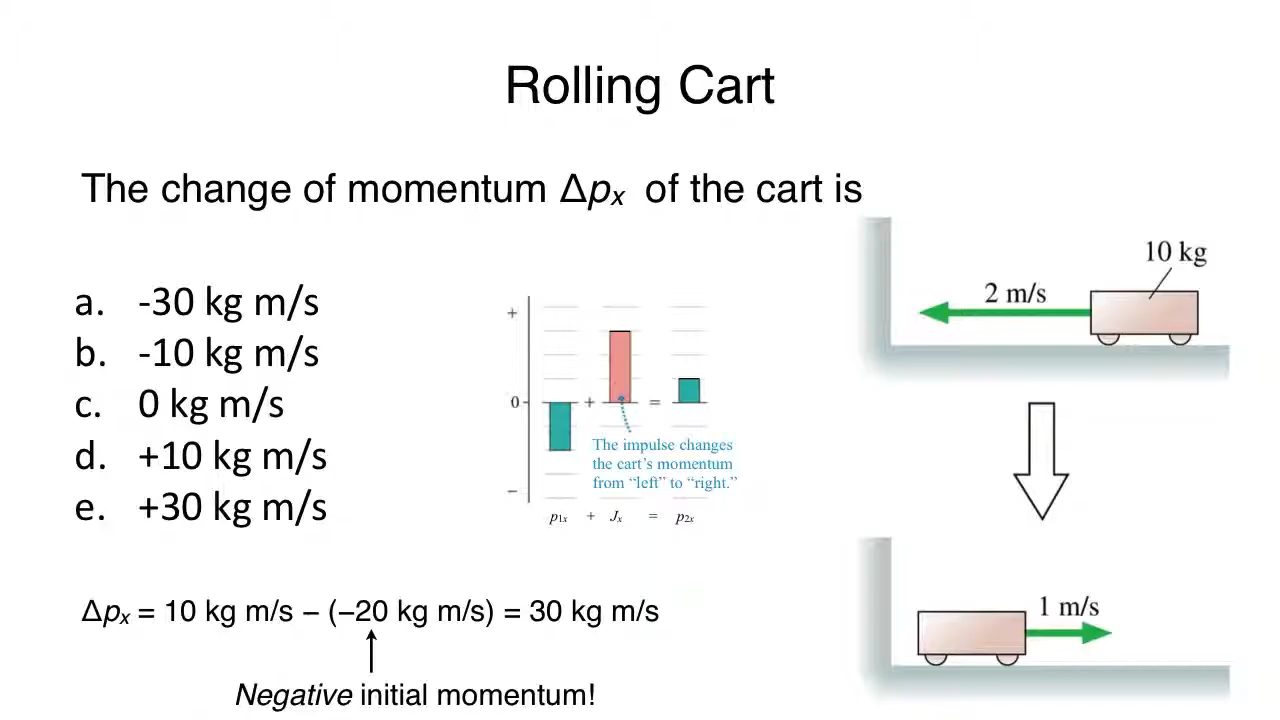 Rolling Cart
The change of momentum Δpₓ of the cart is
a. -30 kg m/s
b. -10 kg m/s
c. 0 kg m/s
d. +10 kg m/s
e. +30 kg m/s
+
0
+ =
The impulse changes
the cart’s momentum
from “left” to “right.”
−
p₁ₓ + Jₓ = p₂ₓ
10 kg
2 m/s
1 m/s
Δpₓ = 10 kg m/s − (−20 kg m/s) = 30 kg m/s
Negative initial momentum!